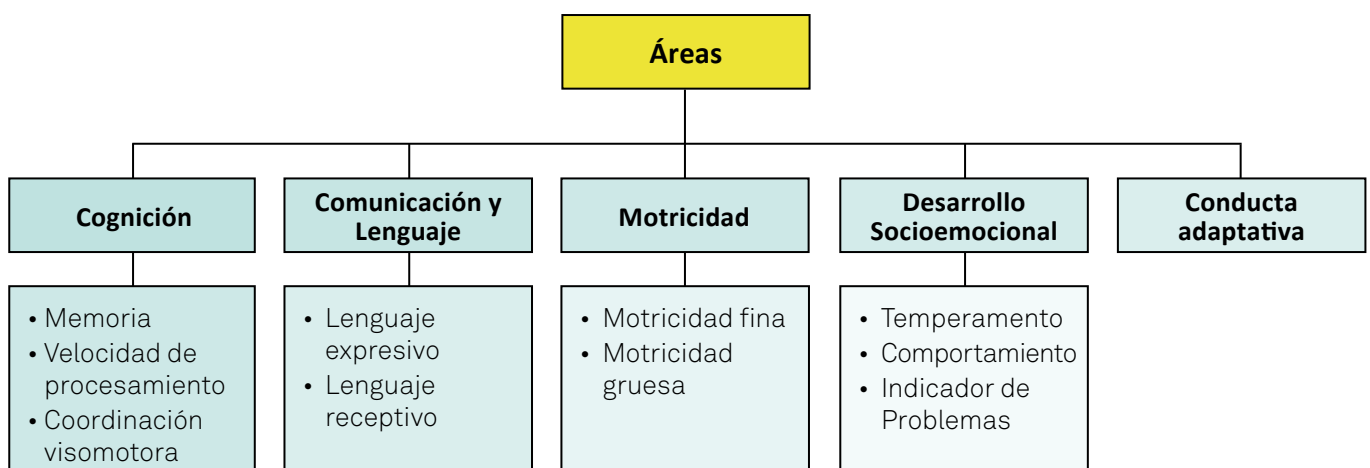 Áreas
Cognición
Comunicación y
Lenguaje
Motricidad
Desarrollo
Socioemocional
Conducta
adaptativa
• Memoria
• Velocidad de
procesamiento
• Coordinación
visomotora
• Lenguaje
expresivo
• Lenguaje
receptivo
• Motricidad fina
• Motricidad
gruesa
• Temperamento
• Comportamiento
• Indicador de
Problemas